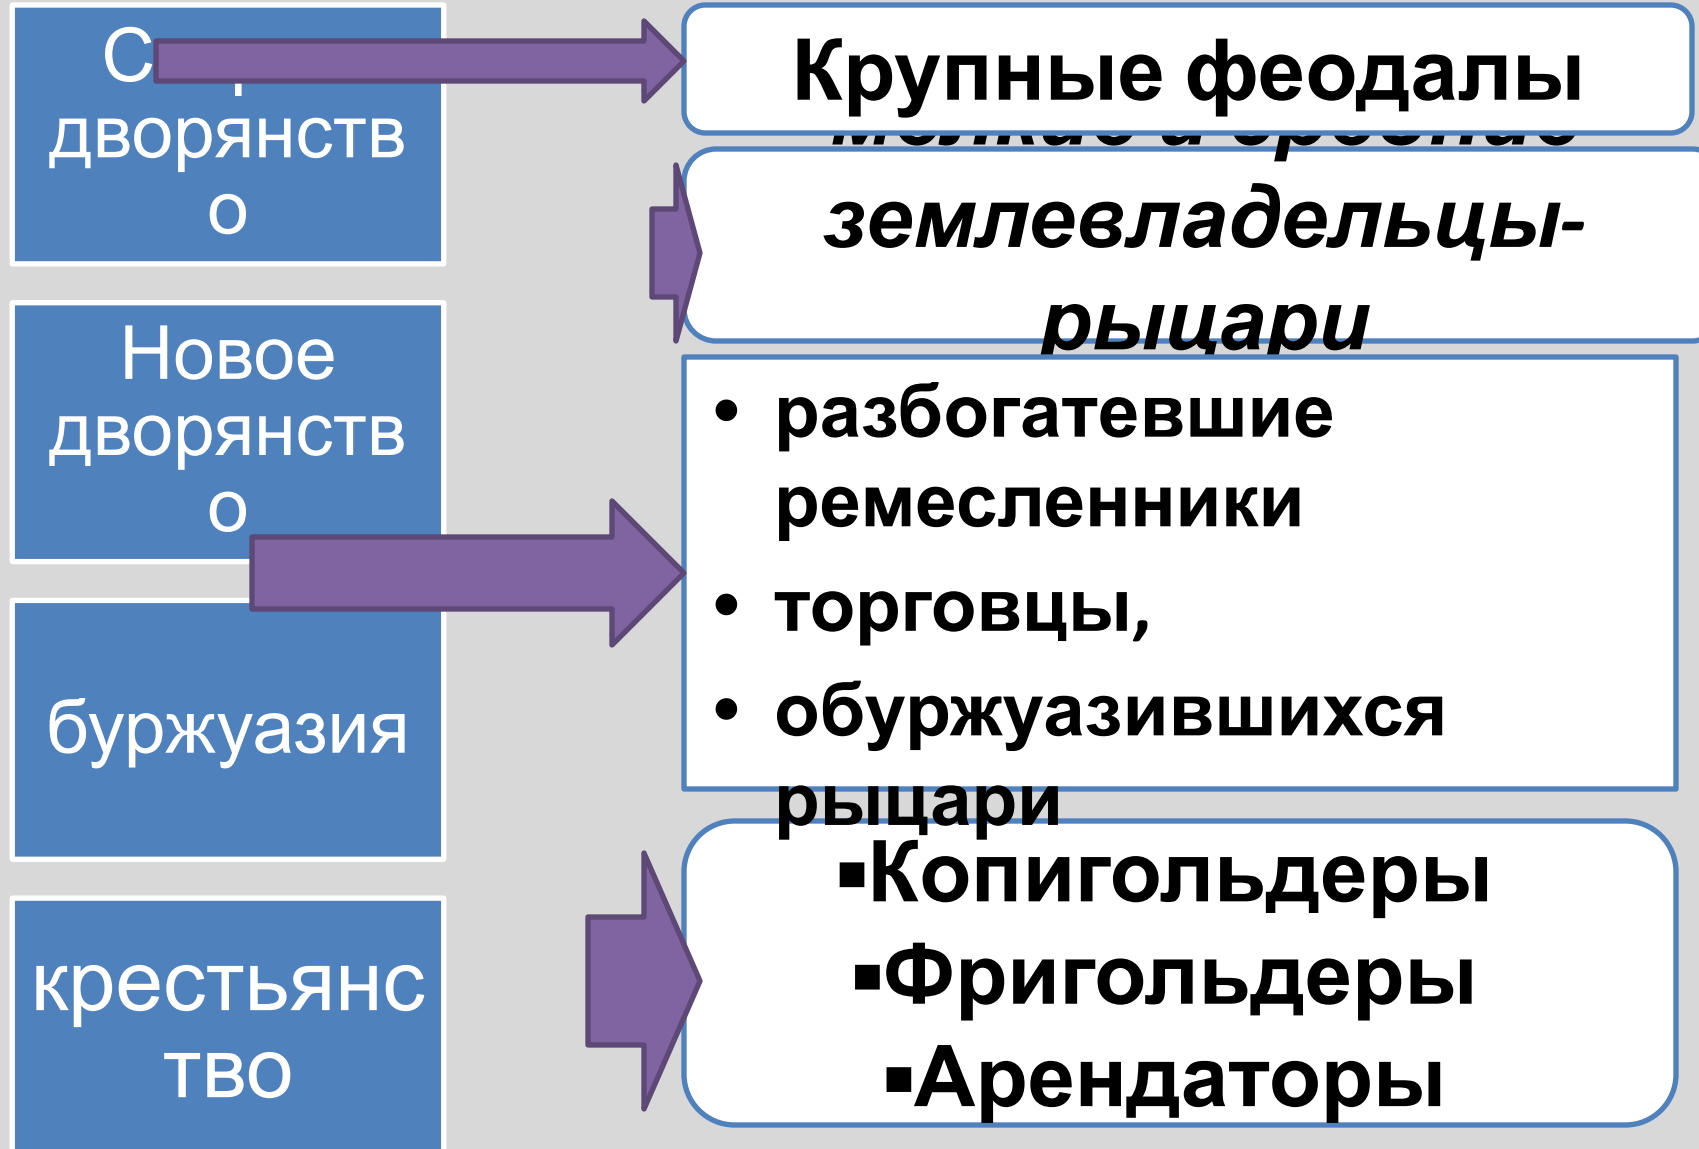 дворянств
о
Новое
дворянств
о
буржуазия
крестьянс
тво
Крупные феодалы
землевладельцы-
рыцари
• разбогатевшие
ремесленники
• торговцы,
• обуржуазившихся
рыцари
▪Копигольдеры
▪Фригольдеры
▪Арендаторы